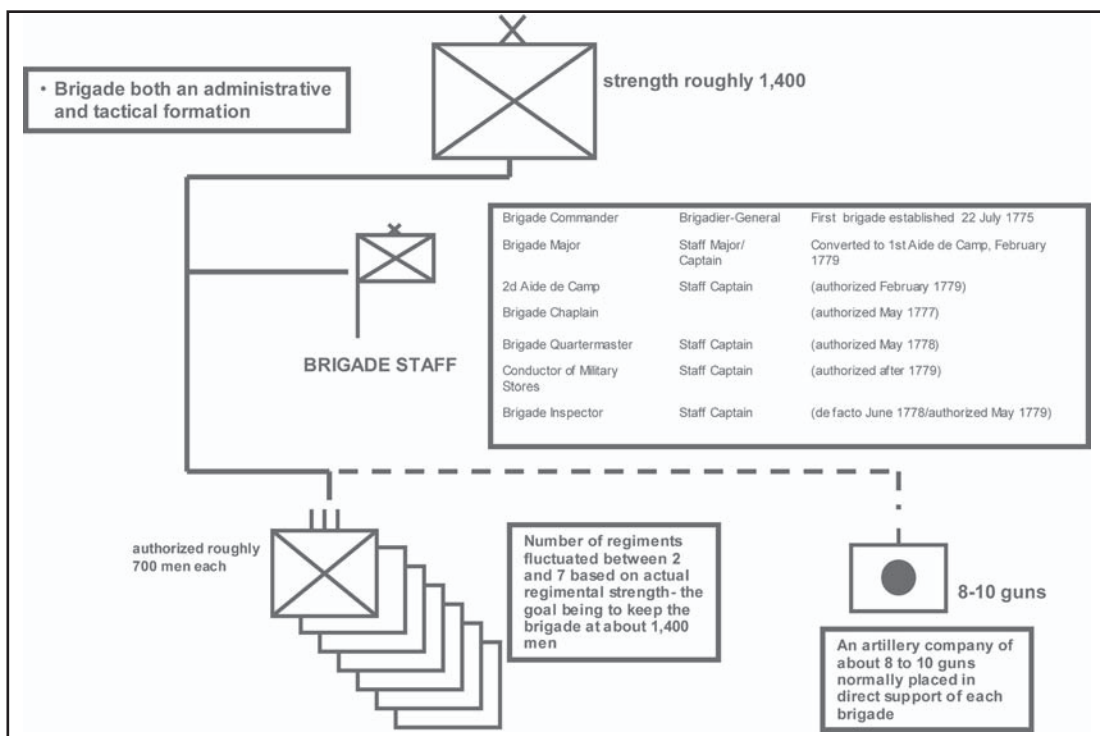 strength roughly 1,400
• Brigade both an administrative
and tactical formation
Brigade Commander Brigadier-General First brigade established 22 July 1775
Brigade Major Staff Major/ Converted to 1st Aide de Camp, February
Captain 1779
2d Aide de Camp Staff Captain (authorized February 1779)
Brigade Chaplain (authorized May 1777)
Brigade Quartermaster Staff Captain (authorized May 1778)
Conductor of Military Staff Captain (authorized after 1779)
Stores
Brigade Inspector Staff Captain (de facto June 1778/authorized May 1779)
BRIGADE STAFF
authorized roughly
700 men each
Number of regiments
fluctuated between 2
and 7 based on actual
regimental strength- the
goal being to keep the
brigade at about 1,400
men
8-10 guns
An artillery company of
about 8 to 10 guns
normally placed in
direct support of each
brigade